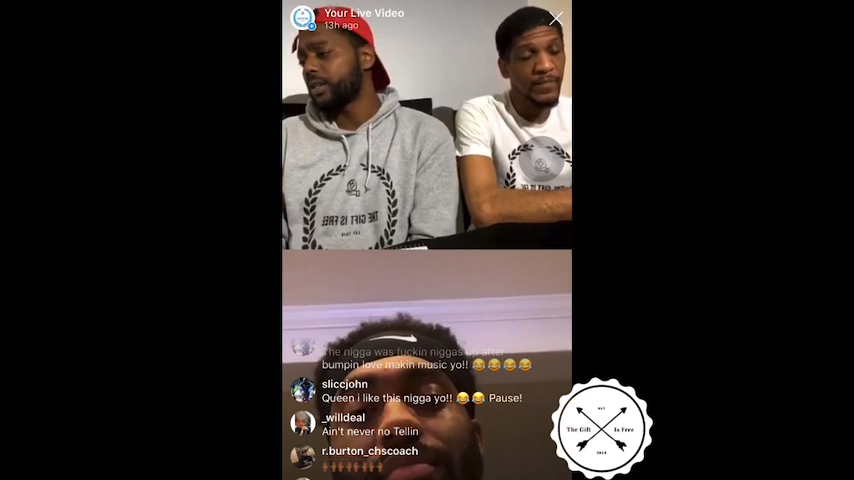 Your Live Video
13h ago
THE GIFT IS FREE
The nigga was fuckin niggas up after
bumpin love makin music yo!! 😂😂😂😂
sliccjohn
Queen i like this nigga yo!! 😂😂 Pause!
_willdeal
Ain't never no Tellin
r.burton_chscoach
EST
The Gift Is Free
2018